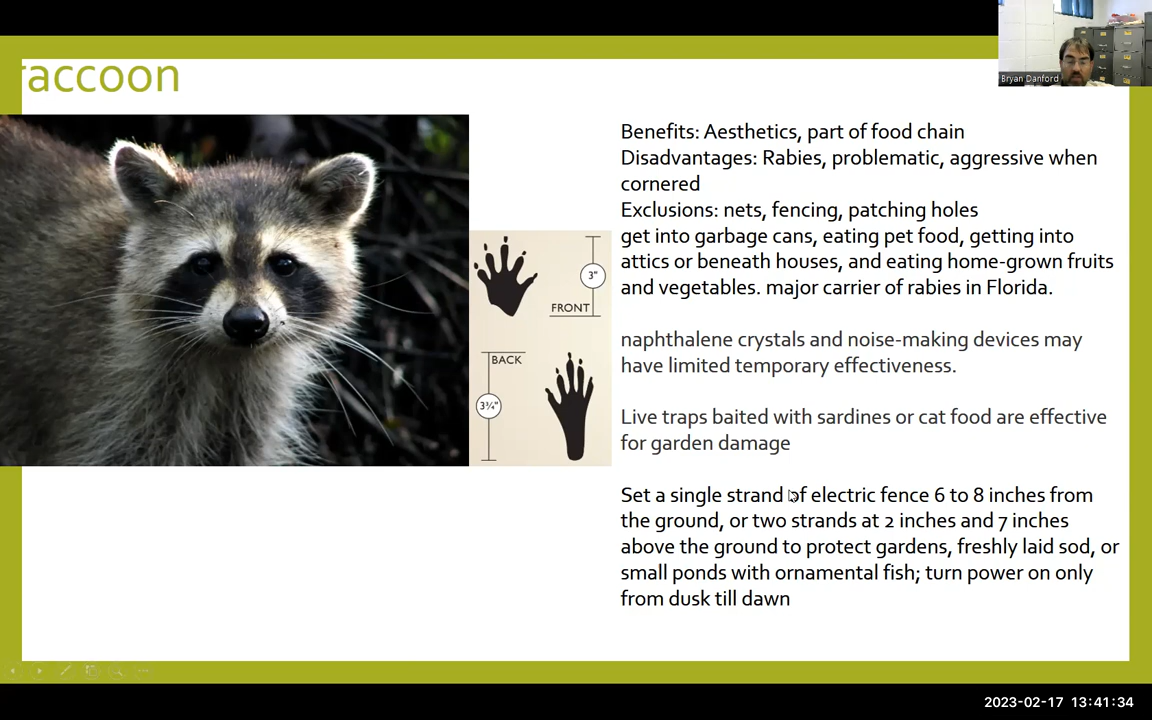 raccoon
Bryan Danford
Benefits: Aesthetics, part of food chain
Disadvantages: Rabies, problematic, aggressive when
cornered
Exclusions: nets, fencing, patching holes
get into garbage cans, eating pet food, getting into
attics or beneath houses, and eating home-grown fruits
and vegetables. major carrier of rabies in Florida.
naphthalene crystals and noise-making devices may
have limited temporary effectiveness.
Live traps baited with sardines or cat food are effective
for garden damage
Set a single strand of electric fence 6 to 8 inches from
the ground, or two strands at 2 inches and 7 inches
above the ground to protect gardens, freshly laid sod, or
small ponds with ornamental fish; turn power on only
from dusk till dawn
3"
FRONT
BACK
3¾"
2023-02-17 13:41:34